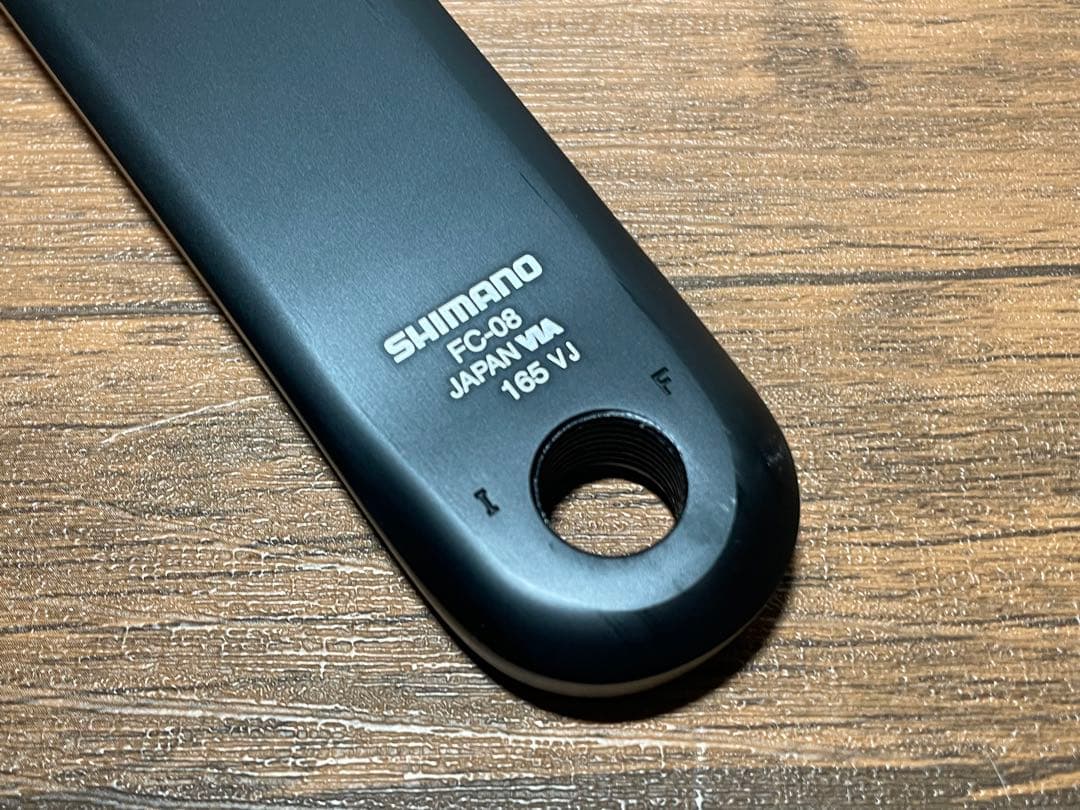 SHIMANO
FC-08
JAPAN VIA
165 VJ
F
I